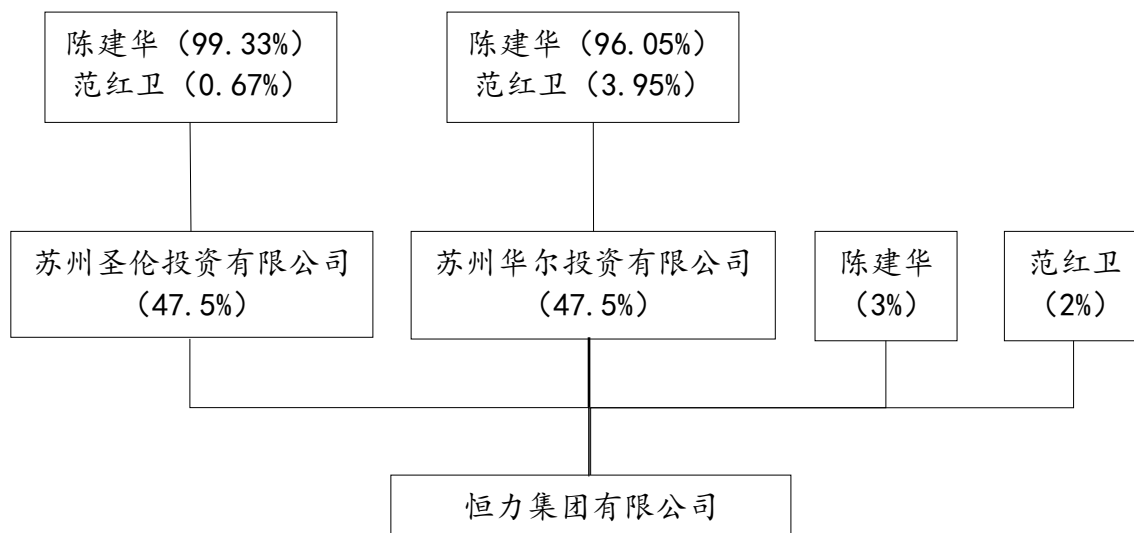 陈建华（99.33%）
范红卫（0.67%）
陈建华（96.05%）
范红卫（3.95%）
苏州圣伦投资有限公司
（47.5%）
苏州华尔投资有限公司
（47.5%）
陈建华
（3%）
范红卫
（2%）
恒力集团有限公司